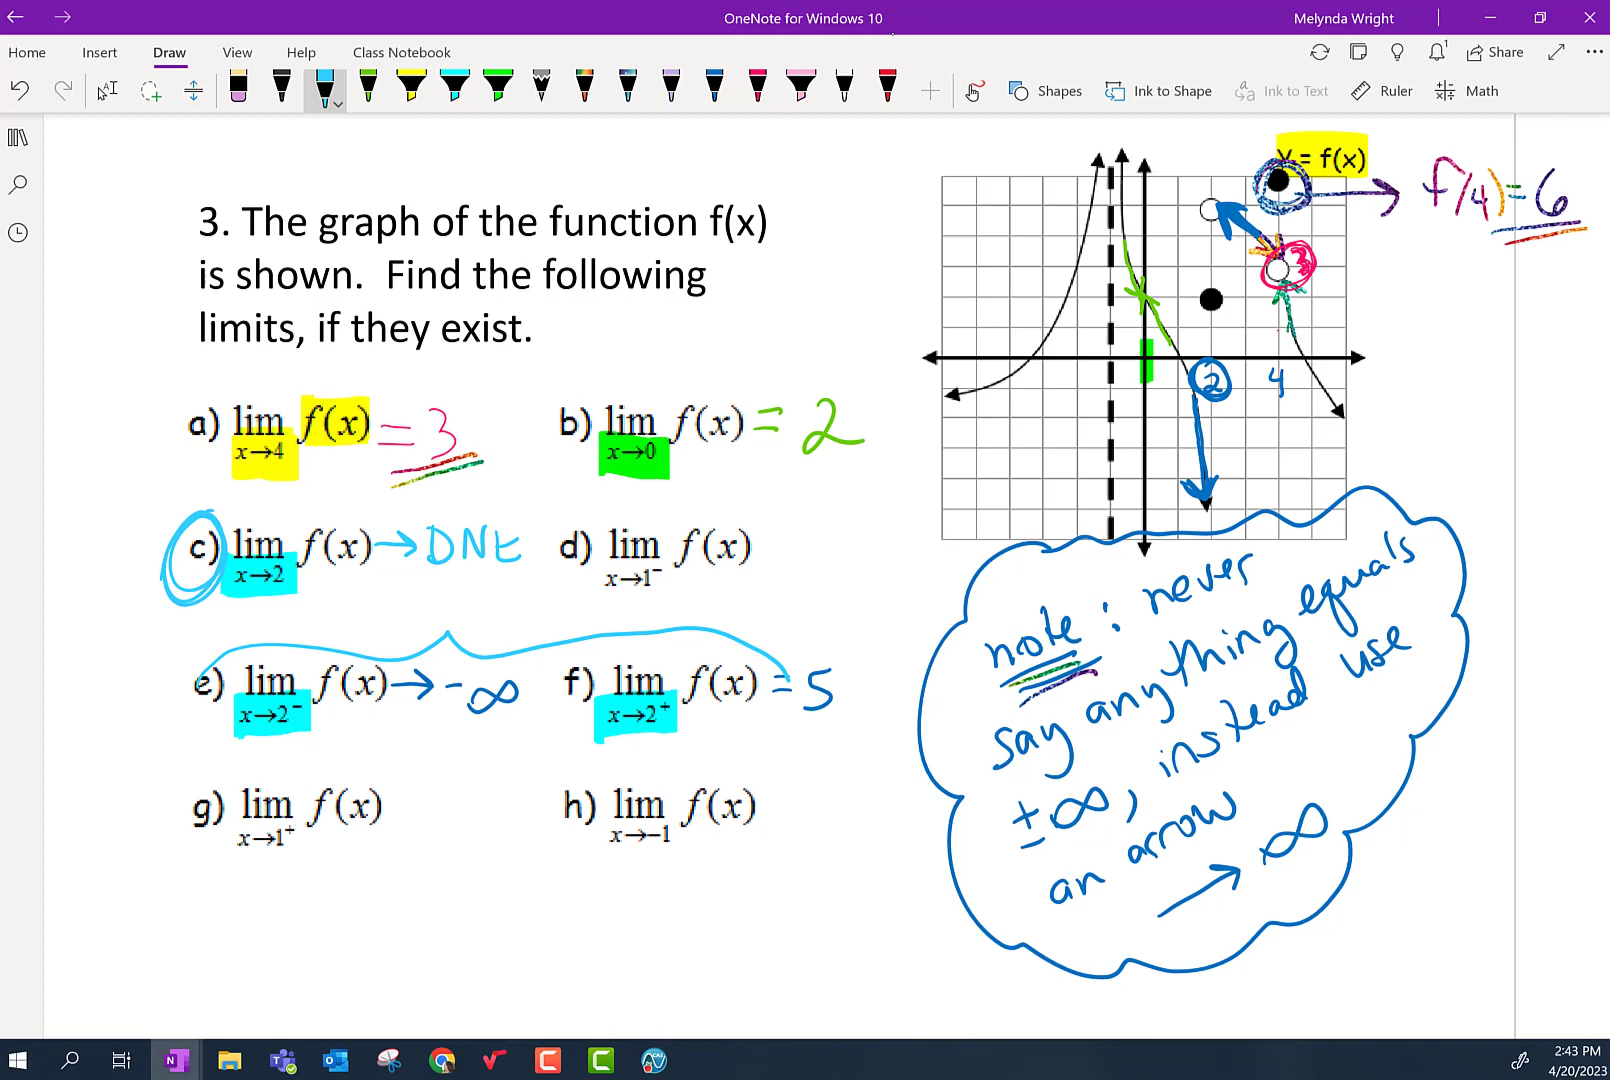 OneNote for Windows 10
Melynda Wright
Home Insert Draw View Help Class Notebook
1
Share
Shapes Ink to Shape Ink to Text Ruler Math
y = f(x)
f(4) = 6
3. The graph of the function f(x)
is shown. Find the following
limits, if they exist.
3
2 4
a) lim f(x) = 3
x→4
b) lim f(x) = 2
x→0
c) lim f(x) → DNE
x→2
d) lim f(x)
x→1⁻
e) lim f(x) → -∞
x→2⁻
f) lim f(x) = 5
x→2⁺
g) lim f(x)
x→1⁺
h) lim f(x)
x→-1
note : never
say anything equals
± ∞, instead use
an arrow
→ ∞
2:43 PM
4/20/2023